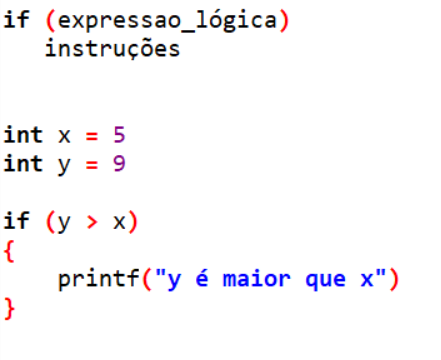 if (expressao_lógica)
instruções
int x = 5
int y = 9
if (y > x)
{
printf("y é maior que x")
}